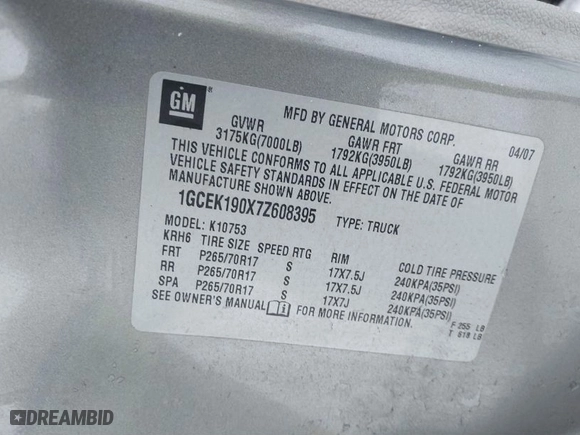 GM
MFD BY GENERAL MOTORS CORP.
04/07
GVWR GAWR FRT GAWR RR
3175KG(7000LB) 1792KG(3950LB) 1792KG(3950LB)
THIS VEHICLE CONFORMS TO ALL APPLICABLE U.S. FEDERAL MOTOR
VEHICLE SAFETY STANDARDS IN EFFECT ON THE DATE OF
MANUFACTURE SHOWN ABOVE.
1GCEK190X7Z608395 TYPE: TRUCK
MODEL: K10753
KRH6 TIRE SIZE SPEED RTG RIM COLD TIRE PRESSURE
FRT P265/70R17 S 17X7.5J 240KPA(35PSI)
RR P265/70R17 S 17X7.5J 240KPA(35PSI)
SPA P265/70R17 S 17X7J 240KPA(35PSI)
SEE OWNER'S MANUAL FOR MORE INFORMATION.
F 255 LB
T 618 LB
DREAMBID